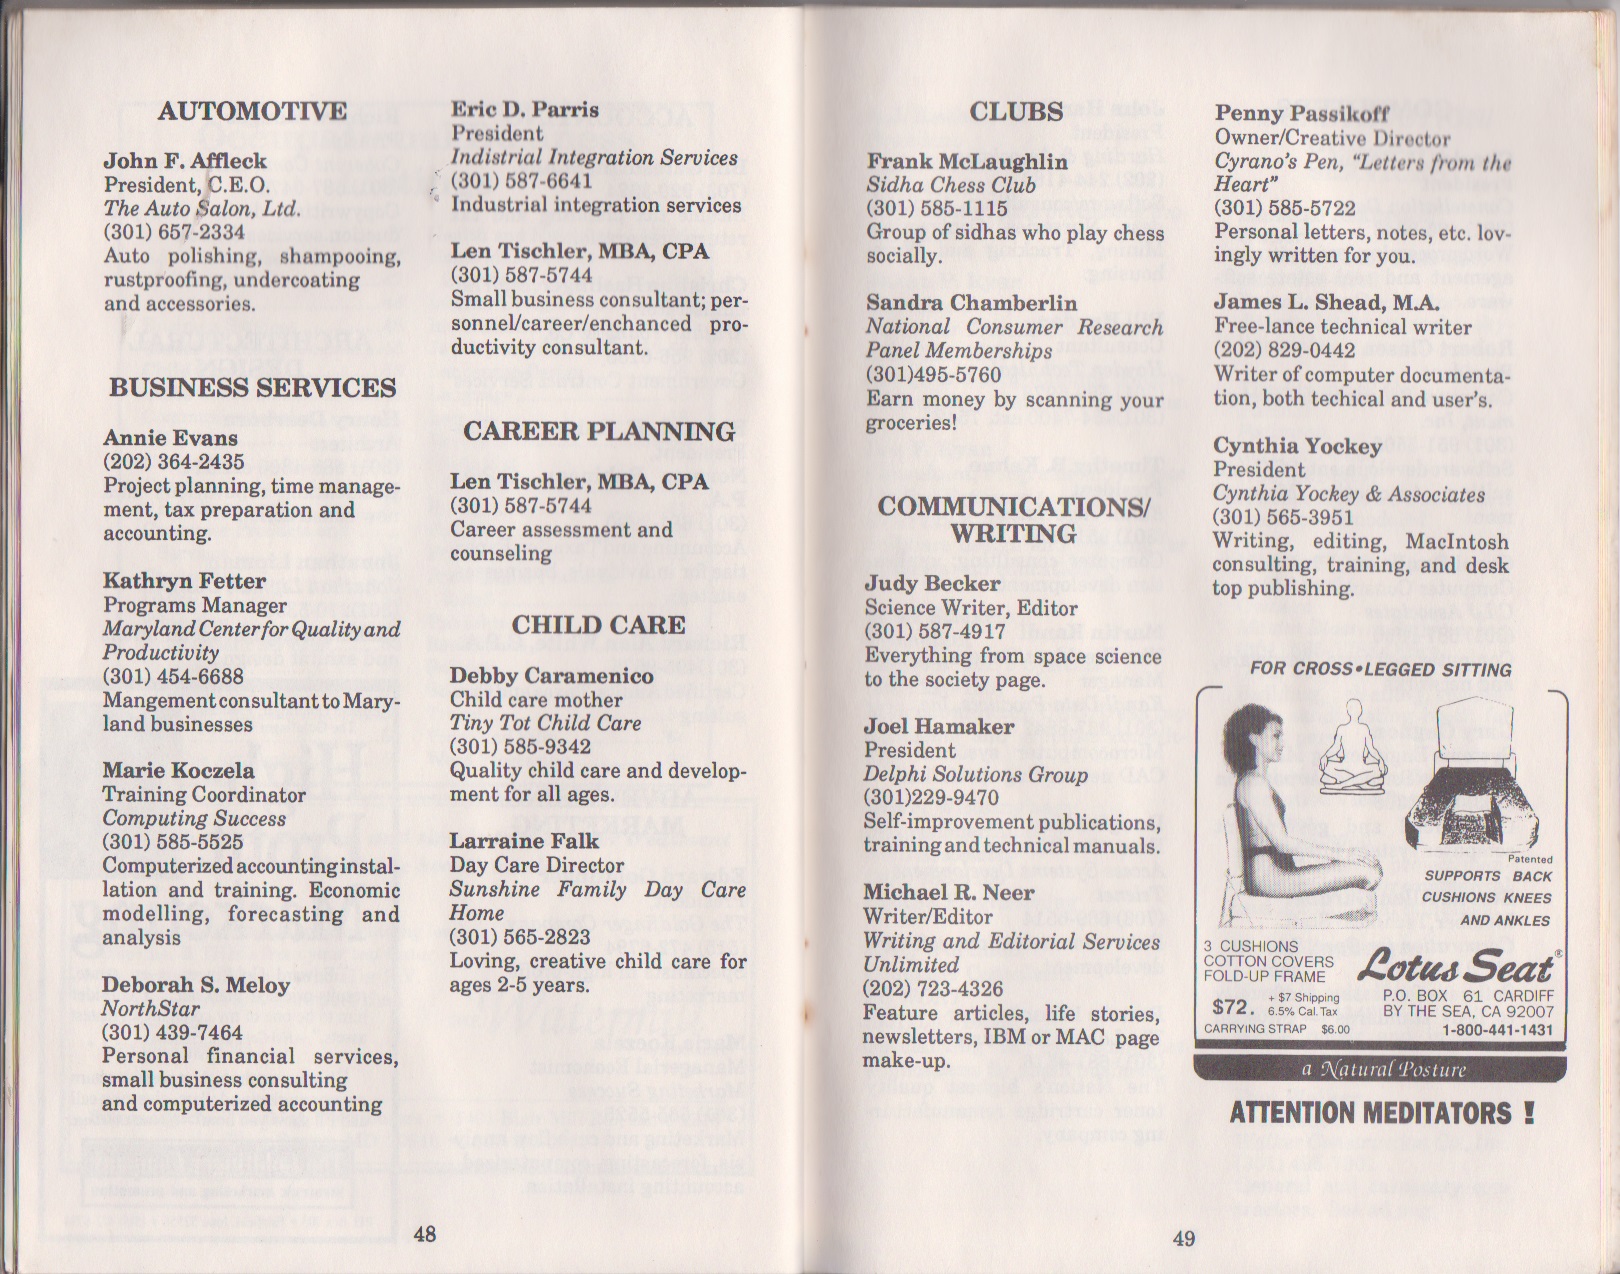 AUTOMOTIVE
John F. Affleck
President, C.E.O.
The Auto Salon, Ltd.
(301) 657-2334
Auto polishing, shampooing,
rustproofing, undercoating
and accessories.
BUSINESS SERVICES
Annie Evans
(202) 364-2435
Project planning, time manage-
ment, tax preparation and
accounting.
Kathryn Fetter
Programs Manager
Maryland Center for Quality and
Productivity
(301) 454-6688
Mangement consultant to Mary-
land businesses
Marie Koczela
Training Coordinator
Computing Success
(301) 585-5525
Computerized accounting instal-
lation and training. Economic
modelling, forecasting and
analysis
Deborah S. Meloy
NorthStar
(301) 439-7464
Personal financial services,
small business consulting
and computerized accounting
Eric D. Parris
President
Indistrial Integration Services
(301) 587-6641
Industrial integration services
Len Tischler, MBA, CPA
(301) 587-5744
Small business consultant; per-
sonnel/career/enchanced pro-
ductivity consultant.
CAREER PLANNING
Len Tischler, MBA, CPA
(301) 587-5744
Career assessment and
counseling
CHILD CARE
Debby Caramenico
Child care mother
Tiny Tot Child Care
(301) 585-9342
Quality child care and develop-
ment for all ages.
Larraine Falk
Day Care Director
Sunshine Family Day Care
Home
(301) 565-2823
Loving, creative child care for
ages 2-5 years.
48
CLUBS
Frank McLaughlin
Sidha Chess Club
(301) 585-1115
Group of sidhas who play chess
socially.
Sandra Chamberlin
National Consumer Research
Panel Memberships
(301)495-5760
Earn money by scanning your
groceries!
COMMUNICATIONS/
WRITING
Judy Becker
Science Writer, Editor
(301) 587-4917
Everything from space science
to the society page.
Joel Hamaker
President
Delphi Solutions Group
(301)229-9470
Self-improvement publications,
training and technical manuals.
Michael R. Neer
Writer/Editor
Writing and Editorial Services
Unlimited
(202) 723-4326
Feature articles, life stories,
newsletters, IBM or MAC page
make-up.
Penny Passikoff
Owner/Creative Director
Cyrano's Pen, "Letters from the
Heart"
(301) 585-5722
Personal letters, notes, etc. lov-
ingly written for you.
James L. Shead, M.A.
Free-lance technical writer
(202) 829-0442
Writer of computer documenta-
tion, both techical and user's.
Cynthia Yockey
President
Cynthia Yockey & Associates
(301) 565-3951
Writing, editing, MacIntosh
consulting, training, and desk
top publishing.
FOR CROSS•LEGGED SITTING
Patented
SUPPORTS BACK
CUSHIONS KNEES
AND ANKLES
3 CUSHIONS
COTTON COVERS
FOLD-UP FRAME
$72. + $7 Shipping
6.5% Cal. Tax
CARRYING STRAP $6.00
Lotus Seat®
P.O. BOX 61 CARDIFF
BY THE SEA, CA 92007
1-800-441-1431
a Natural Posture
ATTENTION MEDITATORS !
49